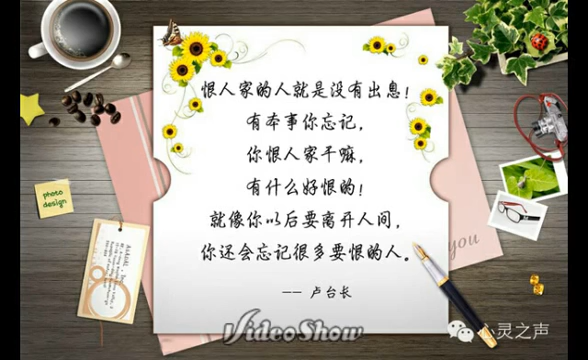 恨人家的人就是没有出息！
有本事你忘记，
你恨人家干嘛，
有什么好恨的！
就像你以后要离开人间，
你还会忘记很多要恨的人。
-- 卢台长
photo
design
you
VideoShow
心灵之声